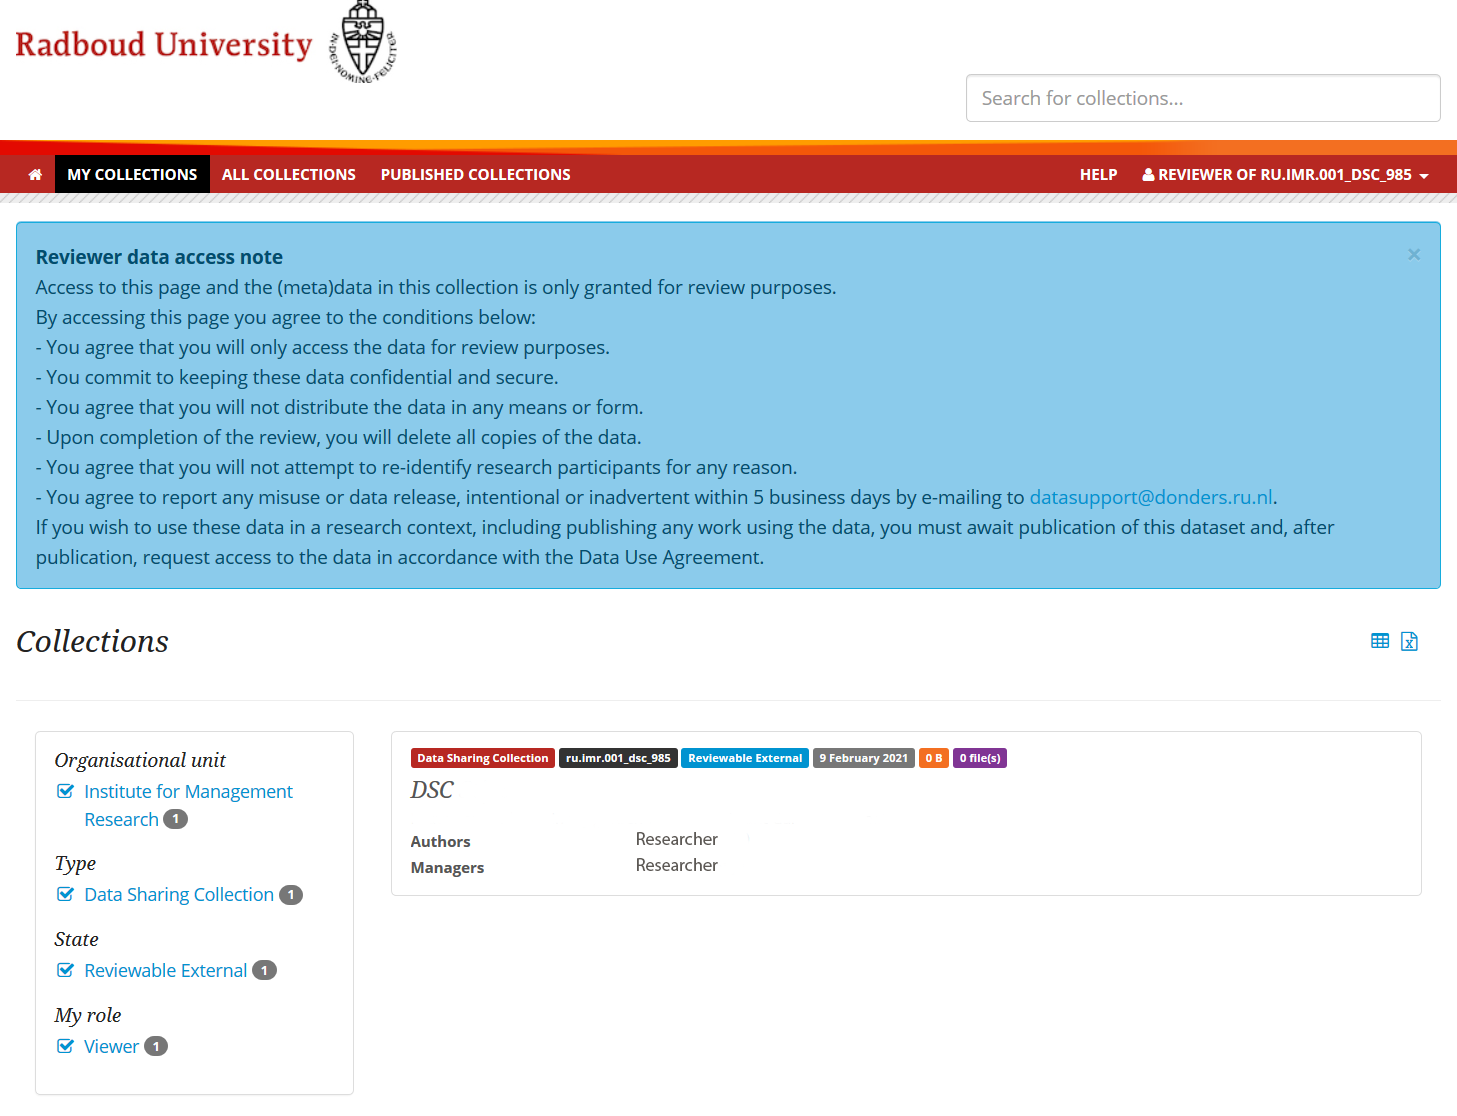 Radboud University
IN·DEI·NOMINE·FELICITER
Search for collections...
MY COLLECTIONS ALL COLLECTIONS PUBLISHED COLLECTIONS HELP REVIEWER OF RU.IMR.001_DSC_985
Reviewer data access note ×
Access to this page and the (meta)data in this collection is only granted for review purposes.
By accessing this page you agree to the conditions below:
- You agree that you will only access the data for review purposes.
- You commit to keeping these data confidential and secure.
- You agree that you will not distribute the data in any means or form.
- Upon completion of the review, you will delete all copies of the data.
- You agree that you will not attempt to re-identify research participants for any reason.
- You agree to report any misuse or data release, intentional or inadvertent within 5 business days by e-mailing to datasupport@donders.ru.nl.
If you wish to use these data in a research context, including publishing any work using the data, you must await publication of this dataset and, after
publication, request access to the data in accordance with the Data Use Agreement.
Collections
Organisational unit
Institute for Management
Research 1
Type
Data Sharing Collection 1
State
Reviewable External 1
My role
Viewer 1
Data Sharing Collection ru.imr.001_dsc_985 Reviewable External 9 February 2021 0 B 0 file(s)
DSC
Authors Researcher
Managers Researcher